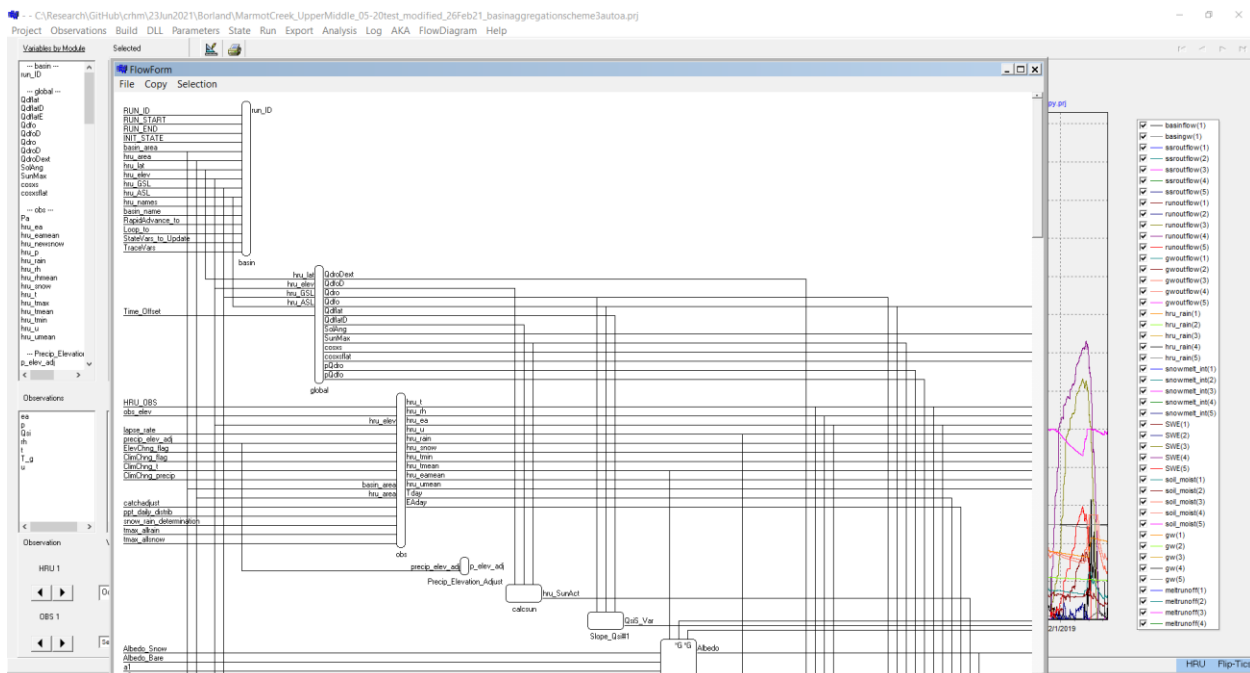 - - C:\Research\GitHub\crhm\23Jun2021\Borland\MarmotCreek_UpperMiddle_05-20test_modified_26Feb21_basinaggregationscheme3autoa.prj
Project Observations Build DLL Parameters State Run Export Analysis Log AKA FlowDiagram Help
Variables by Module
Selected
--- basin ---
run_ID
--- global ---
Qdflat
QdflatD
QdflatE
Qdfo
QdfoD
Qdro
QdroD
QdroDext
SolAng
SunMax
cosxs
cosxsflat
--- obs ---
Pa
hru_ea
hru_eamean
hru_newsnow
hru_p
hru_rain
hru_rh
hru_rhmean
hru_snow
hru_t
hru_tmax
hru_tmean
hru_tmin
hru_u
hru_umean
--- Precip_Elevatio
p_elev_adj
Observations
ea
p
Qsi
rh
t
T_g
u
Observation
HRU 1
OBS 1
FlowForm
File Copy Selection
RUN_ID
RUN_START
RUN_END
INIT_STATE
basin_area
hru_area
hru_lat
hru_elev
hru_GSL
hru_ASL
hru_names
basin_name
RapidAdvance_to
Loop_to
StateVars_to_Update
TraceVars
run_ID
basin
hru_lat
hru_elev
hru_GSL
hru_ASL
Time_Offset
QdroDext
QdfoD
Qdro
Qdfo
Qdflat
QdflatD
SolAng
SunMax
cosxs
cosxsflat
pQdro
pQdfo
global
HRU_OBS
obs_elev
hru_elev
lapse_rate
precip_elev_adj
ElevChng_flag
ClimChng_flag
ClimChng_t
ClimChng_precip
basin_area
hru_area
catchadjust
ppt_daily_distrib
snow_rain_determination
tmax_allrain
tmax_allsnow
hru_t
hru_rh
hru_ea
hru_u
hru_rain
hru_snow
hru_tmin
hru_tmean
hru_eamean
hru_umean
Tday
EAday
obs
precip_elev_adj
p_elev_adj
Precip_Elevation_Adjust
hru_SunAct
calcsun
QsiS_Var
Slope_Qsi#1
Albedo_Snow
Albedo_Bare
a1
*G *G
Albedo
py.prj
2/1/2019
basinflow(1)
basingw(1)
ssroutflow(1)
ssroutflow(2)
ssroutflow(3)
ssroutflow(4)
ssroutflow(5)
runoutflow(1)
runoutflow(2)
runoutflow(3)
runoutflow(4)
runoutflow(5)
gwoutflow(1)
gwoutflow(2)
gwoutflow(3)
gwoutflow(4)
gwoutflow(5)
hru_rain(1)
hru_rain(2)
hru_rain(3)
hru_rain(4)
hru_rain(5)
snowmelt_int(1)
snowmelt_int(2)
snowmelt_int(3)
snowmelt_int(4)
snowmelt_int(5)
SWE(1)
SWE(2)
SWE(3)
SWE(4)
SWE(5)
soil_moist(1)
soil_moist(2)
soil_moist(3)
soil_moist(4)
soil_moist(5)
gw(1)
gw(2)
gw(3)
gw(4)
gw(5)
meltrunoff(1)
meltrunoff(2)
meltrunoff(3)
meltrunoff(4)
HRU Flip-Tics